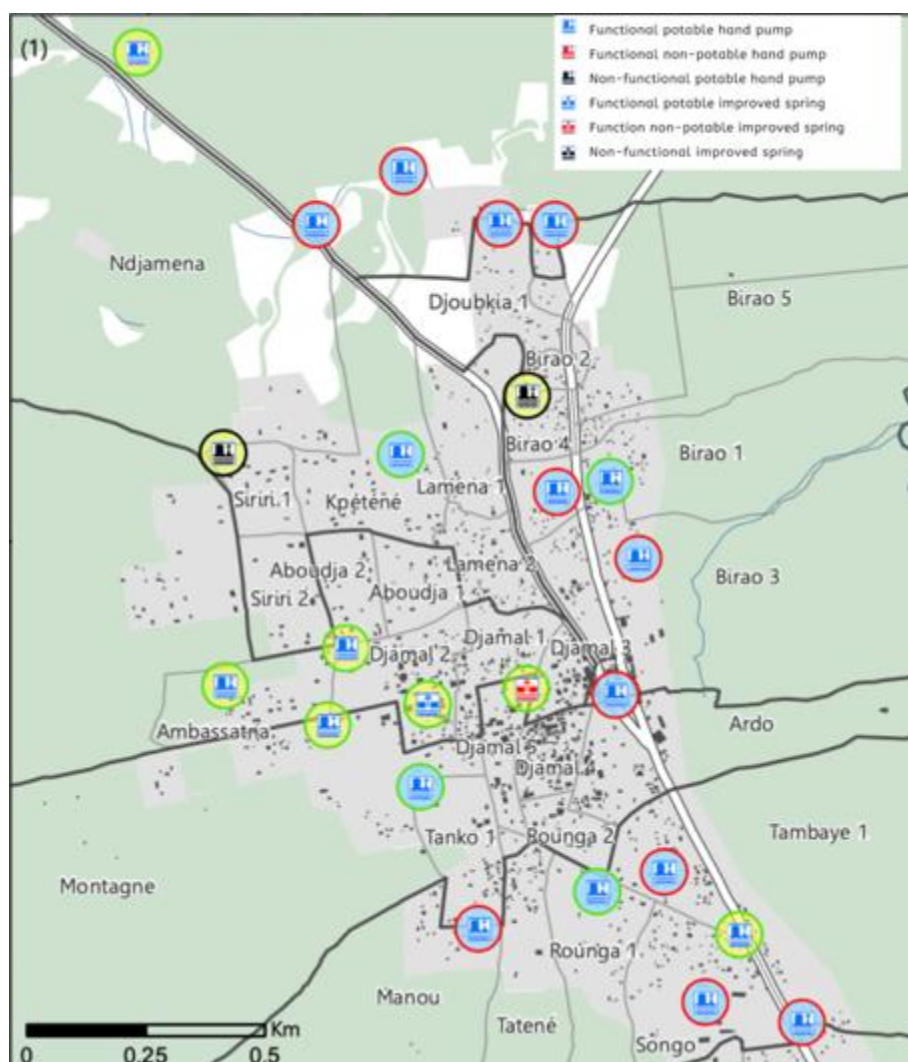 (1)
Functional potable hand pump
Functional non-potable hand pump
Non-functional potable hand pump
Functional potable improved spring
Function non-potable improved spring
Non-functional improved spring
Ndjamena
Djoubkia 1
Birao 5
Birao 2
Birao 4
Birao 1
Siriri 1
Kpétené
Lamena 1
Lamena 2
Aboudja 2
Aboudja 1
Siriri 2
Birao 3
Djamal 1
Djamal 2
Djamal 3
Ambassatna
Djamal 5
Ardo
Djamal 4
Tanko 1
Rounga 2
Tambaye 1
Montagne
Rounga 1
Manou
Tatené
Songo
Km
0 0.25 0.5